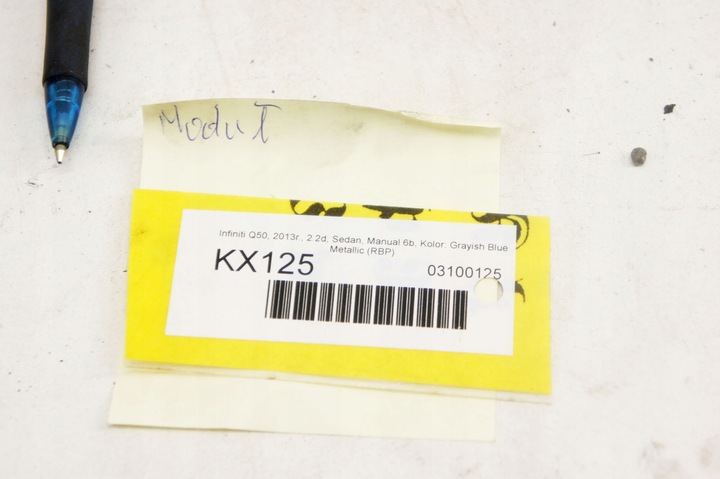 Moduł
Infiniti Q50, 2013r., 2.2d, Sedan, Manual 6b, Kolor: Grayish Blue
Metallic (RBP)
KX125
03100125